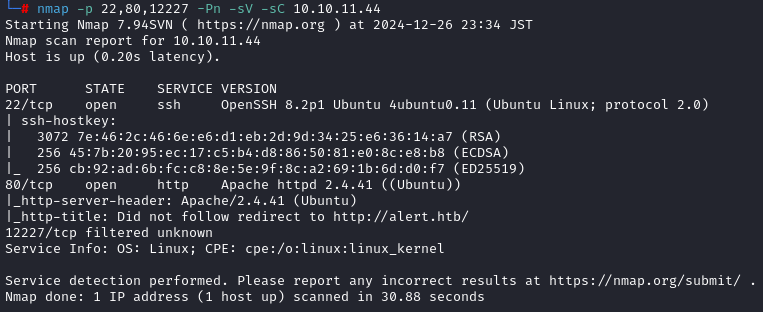 └─# nmap -p 22,80,12227 -Pn -sV -sC 10.10.11.44
Starting Nmap 7.94SVN ( https://nmap.org ) at 2024-12-26 23:34 JST
Nmap scan report for 10.10.11.44
Host is up (0.20s latency).

PORT      STATE    SERVICE VERSION
22/tcp    open     ssh     OpenSSH 8.2p1 Ubuntu 4ubuntu0.11 (Ubuntu Linux; protocol 2.0)
| ssh-hostkey:
|   3072 7e:46:2c:46:6e:e6:d1:eb:2d:9d:34:25:e6:36:14:a7 (RSA)
|   256 45:7b:20:95:ec:17:c5:b4:d8:86:50:81:e0:8c:e8:b8 (ECDSA)
|_  256 cb:92:ad:6b:fc:c8:8e:5e:9f:8c:a2:69:1b:6d:d0:f7 (ED25519)
80/tcp    open     http    Apache httpd 2.4.41 ((Ubuntu))
|_http-server-header: Apache/2.4.41 (Ubuntu)
|_http-title: Did not follow redirect to http://alert.htb/
12227/tcp filtered unknown
Service Info: OS: Linux; CPE: cpe:/o:linux:linux_kernel

Service detection performed. Please report any incorrect results at https://nmap.org/submit/ .
Nmap done: 1 IP address (1 host up) scanned in 30.88 seconds